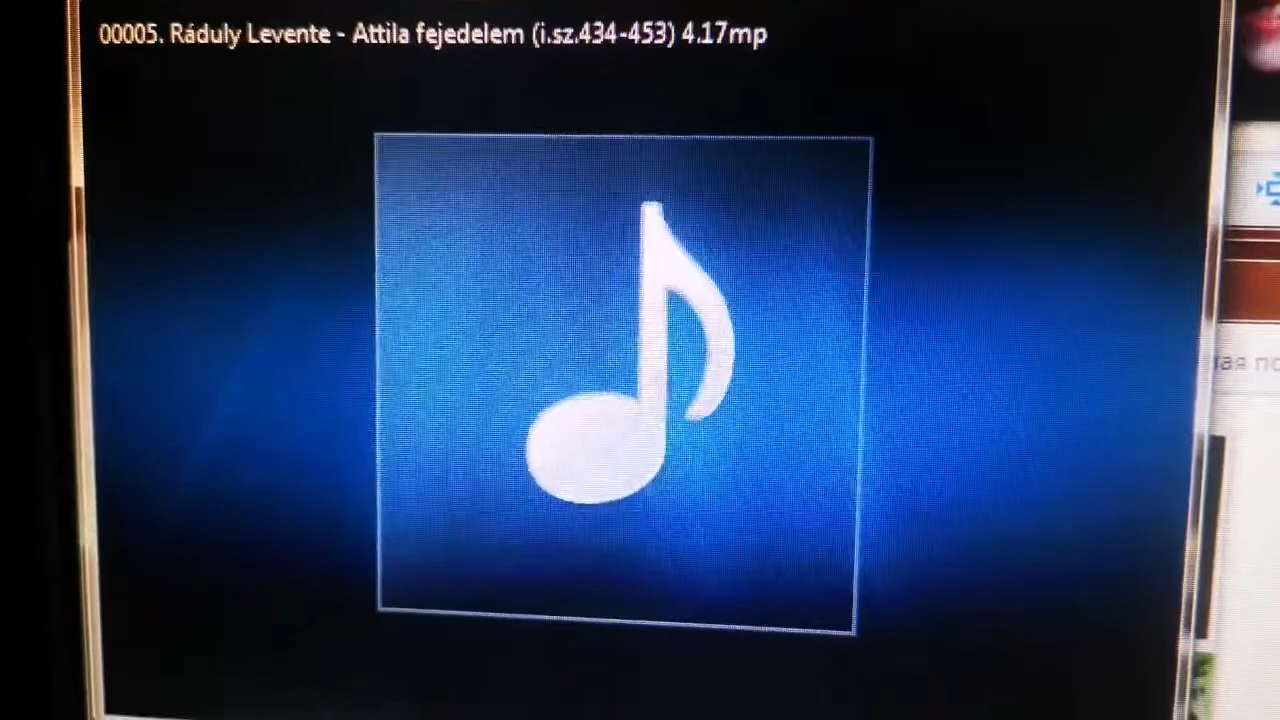 00005. Ráduly Levente - Attila fejedelem (i.sz.434-453) 4.17mp